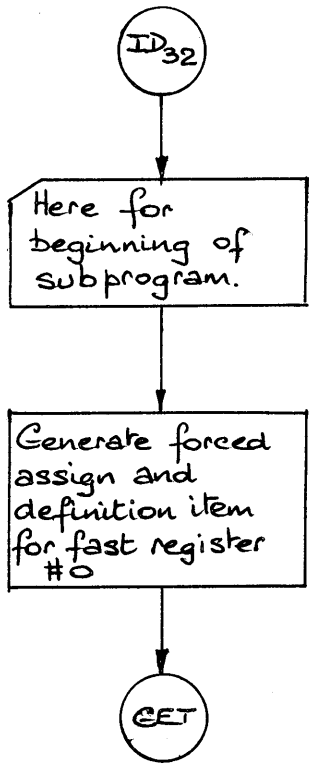 ID32
Here for
beginning of
subprogram.
Generate forced
assign and
definition item
for fast register
#0
GET